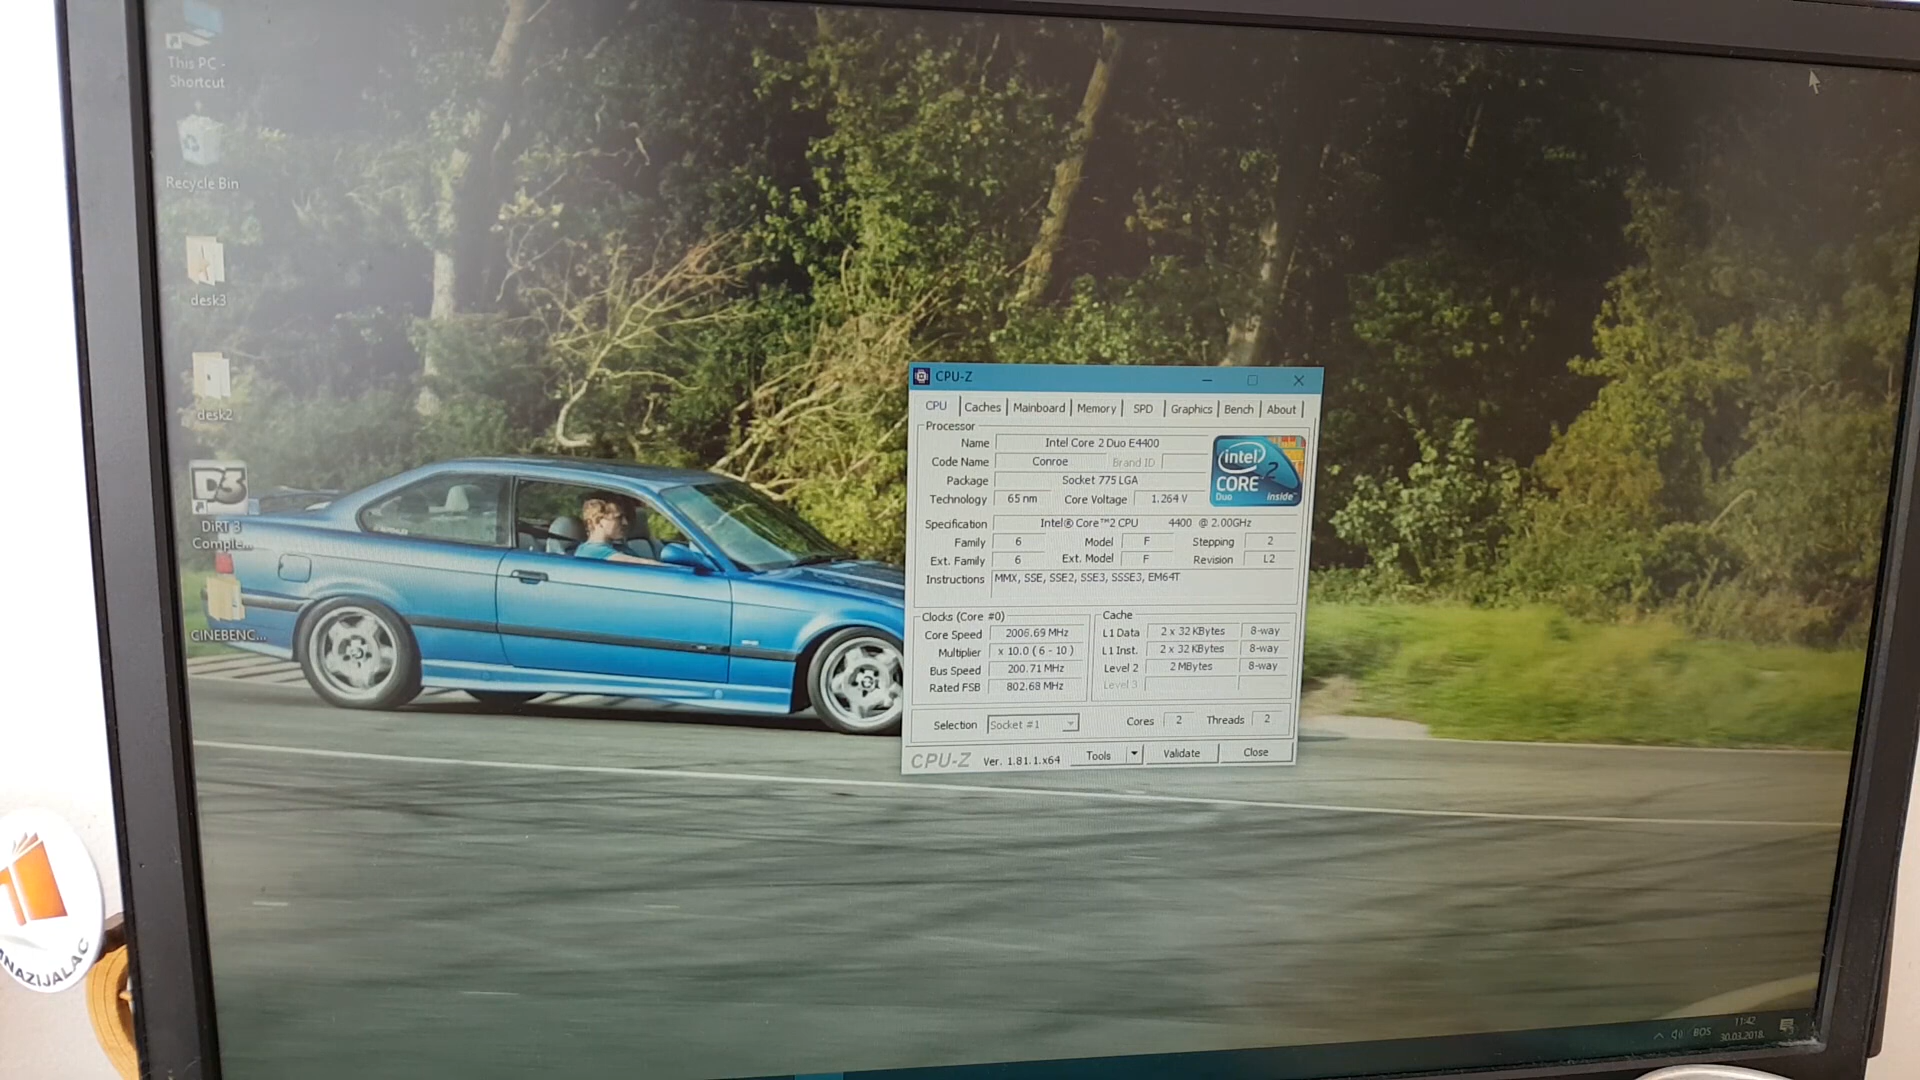 This PC -
Shortcut
Recycle Bin
desk3
desk2
D3
DiRT 3
Comple...
CINEBENC...
CPU-Z
CPU Caches Mainboard Memory SPD Graphics Bench About
Processor
Name Intel Core 2 Duo E4400
Code Name Conroe Brand ID
Package Socket 775 LGA
Technology 65 nm Core Voltage 1.264 V
intel
CORE 2
Duo inside™
Specification Intel® Core™2 CPU 4400 @ 2.00GHz
Family 6 Model F Stepping 2
Ext. Family 6 Ext. Model F Revision L2
Instructions MMX, SSE, SSE2, SSE3, SSSE3, EM64T
Clocks (Core #0)
Core Speed 2006.69 MHz
Multiplier x 10.0 ( 6 - 10 )
Bus Speed 200.71 MHz
Rated FSB 802.68 MHz
Cache
L1 Data 2 x 32 KBytes 8-way
L1 Inst. 2 x 32 KBytes 8-way
Level 2 2 MBytes 8-way
Level 3
Selection Socket #1 Cores 2 Threads 2
CPU-Z Ver. 1.81.1.x64 Tools Validate Close
BOS
11:42
30.03.2018.